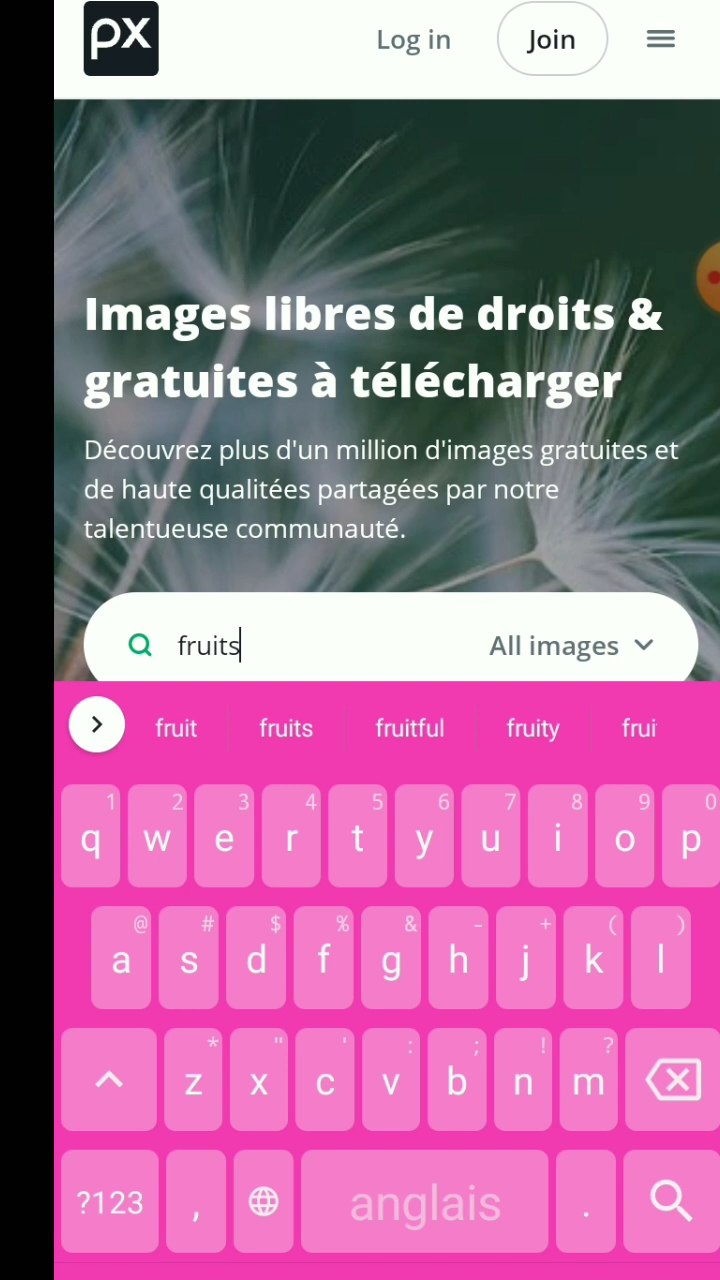 px
Log in
Join
Images libres de droits &
gratuites à télécharger
Découvrez plus d'un million d'images gratuites et
de haute qualitées partagées par notre
talentueuse communauté.
fruits
All images
fruit fruits fruitful fruity frui
1 2 3 4 5 6 7 8 9 0
q w e r t y u i o p
@ # $ % & - + ( )
a s d f g h j k l
* " ' : ; ! ?
z x c v b n m
?123 , anglais .